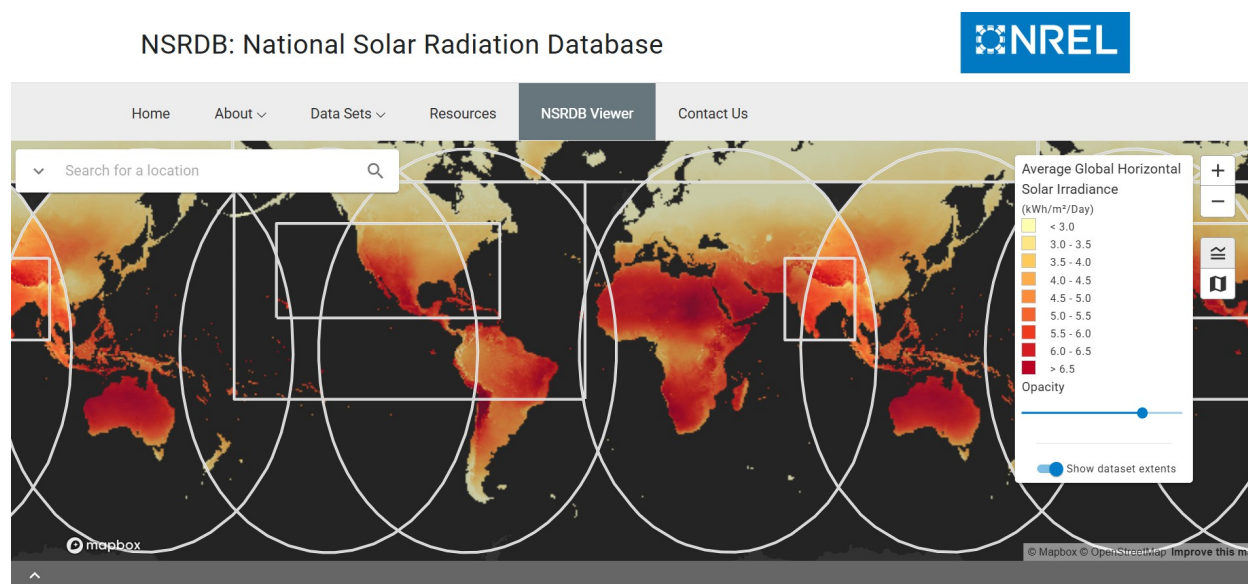 NSRDB: National Solar Radiation Database
NREL
Home About Data Sets Resources NSRDB Viewer Contact Us
Search for a location
Average Global Horizontal
Solar Irradiance
(kWh/m²/Day)
< 3.0
3.0 - 3.5
3.5 - 4.0
4.0 - 4.5
4.5 - 5.0
5.0 - 5.5
5.5 - 6.0
6.0 - 6.5
> 6.5
Opacity
Show dataset extents
mapbox
© Mapbox © OpenStreetMap Improve this m